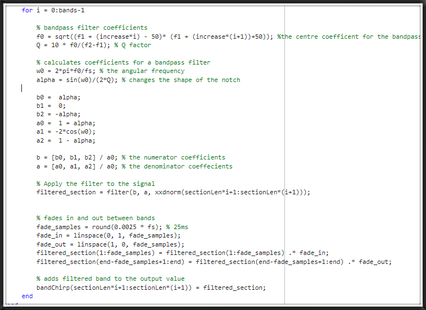 for i = 0:bands-1
% bandpass filter coefficients
f0 = sqrt((f1 + (increase*i) - 50)* (f1 + (increase*(i+1))+50)); %the centre coefficent for the bandpass
Q = 10 * f0/(f2-f1); % Q factor
% calculates coefficients for a bandpass filter
w0 = 2*pi*f0/fs; % the angular frequency
alpha = sin(w0)/(2*Q); % changes the shape of the notch
b0 =  alpha;
b1 =  0;
b2 = -alpha;
a0 =  1 + alpha;
a1 = -2*cos(w0);
a2 =  1 - alpha;
b = [b0, b1, b2] / a0; % the numerator coefficients
a = [a0, a1, a2] / a0; % the denominator coeffecients
% Apply the filter to the signal
filtered_section = filter(b, a, xxdnorm(sectionLen*i+1:sectionLen*(i+1)));
% fades in and out between bands
fade_samples = round(0.0025 * fs); % 25ms
fade_in = linspace(0, 1, fade_samples);
fade_out = linspace(1, 0, fade_samples);
filtered_section(1:fade_samples) = filtered_section(1:fade_samples) .* fade_in;
filtered_section(end-fade_samples+1:end) = filtered_section(end-fade_samples+1:end) .* fade_out;
% adds filtered band to the output value
bandChirp(sectionLen*i+1:sectionLen*(i+1)) = filtered_section;
end